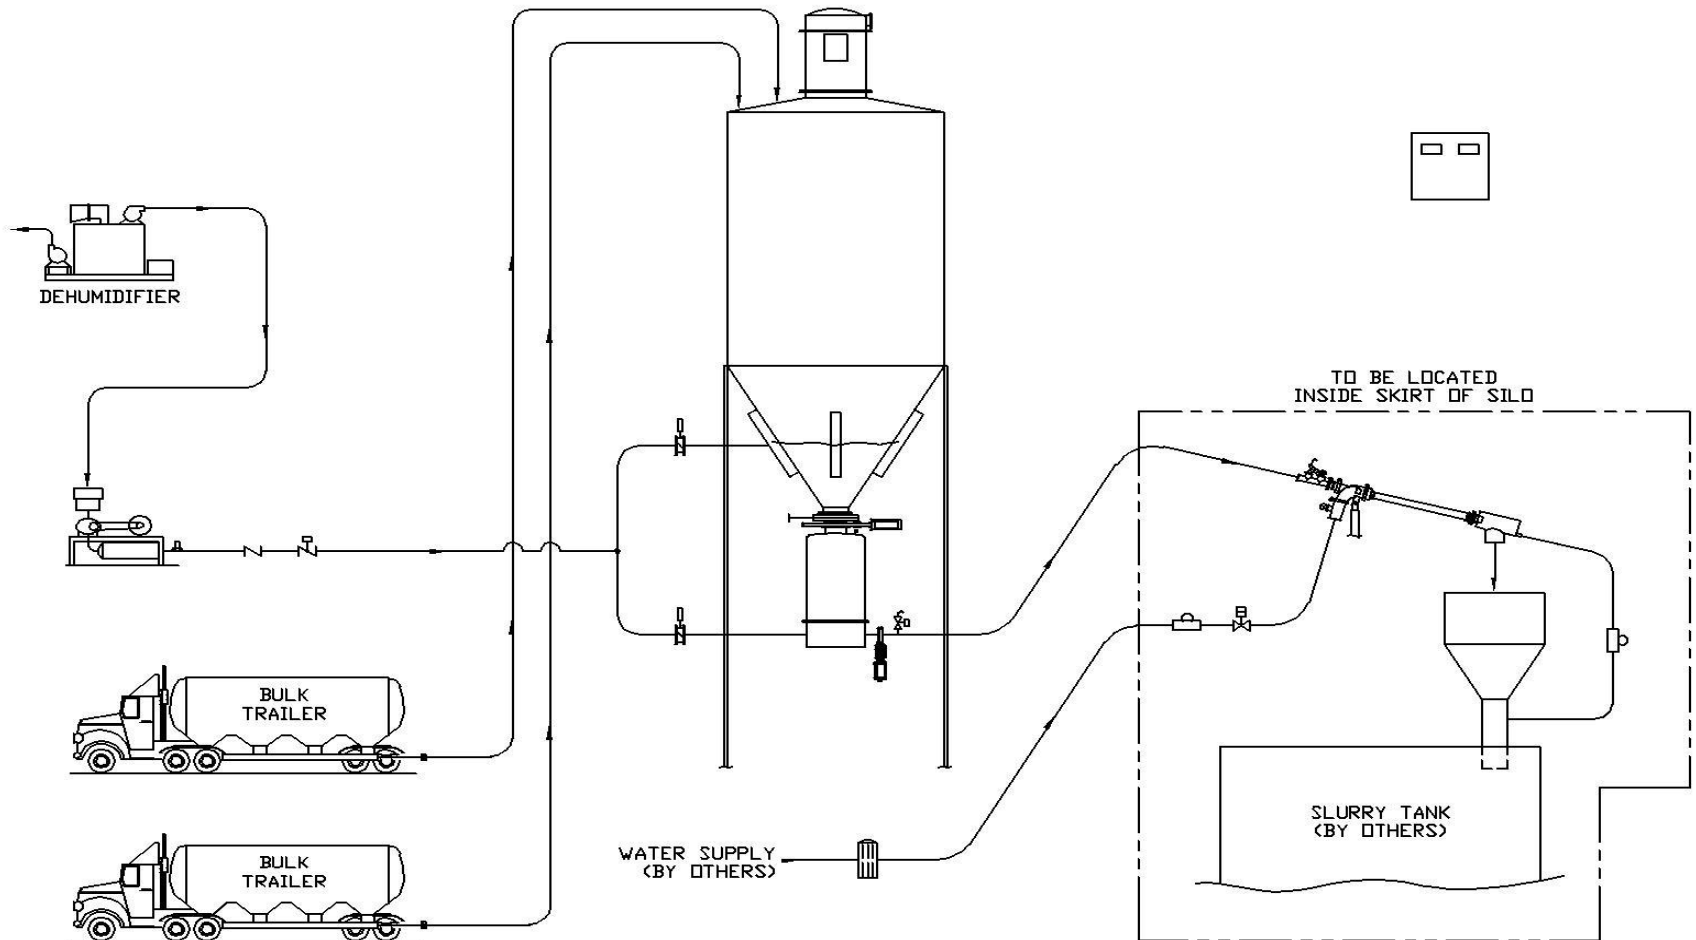 DEHUMIDIFIER
TO BE LOCATED
INSIDE SKIRT OF SILO
BULK
TRAILER
BULK
TRAILER
WATER SUPPLY
(BY OTHERS)
SLURRY TANK
(BY OTHERS)